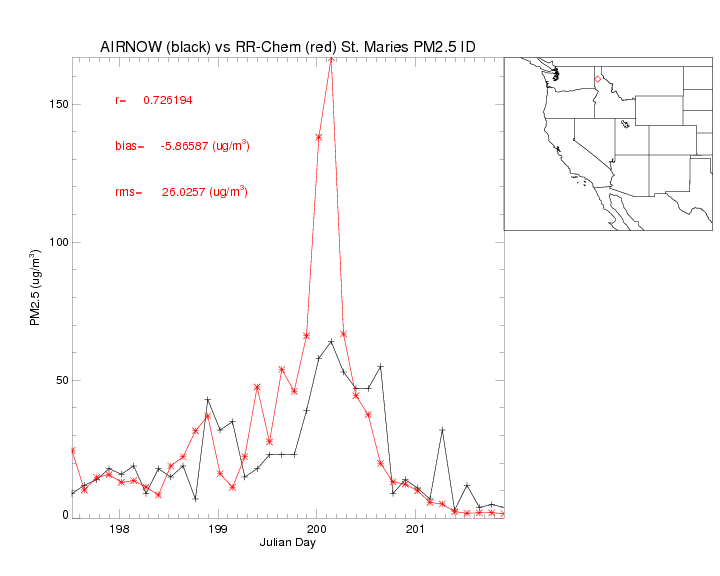 AIRNOW (black) vs RR-Chem (red) St. Maries PM2.5 ID
r= 0.726194
bias= -5.86587 (ug/m³)
rms= 26.0257 (ug/m³)
PM2.5 (ug/m³)
150
100
50
0
198 199 200 201
Julian Day